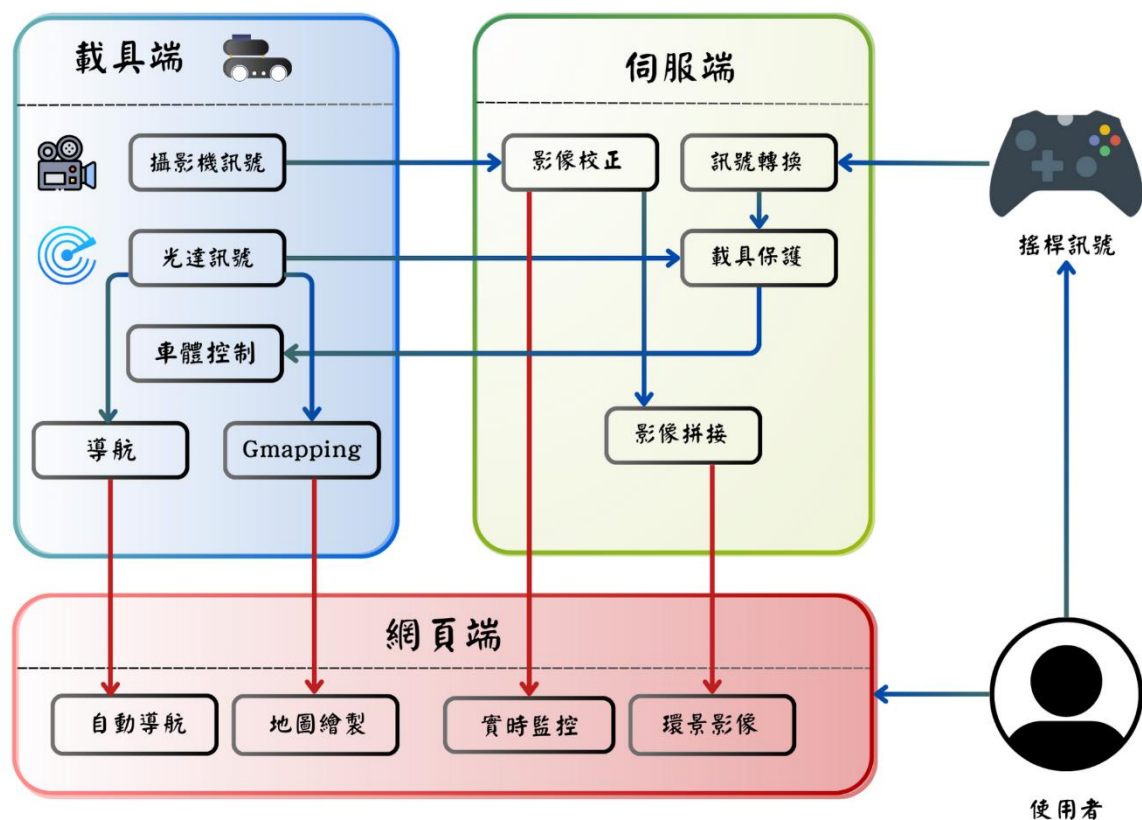 載具端
伺服端
攝影機訊號
影像校正
訊號轉換
搖桿訊號
光達訊號
載具保護
車體控制
導航
Gmapping
影像拼接
網頁端
自動導航
地圖繪製
實時監控
環景影像
使用者